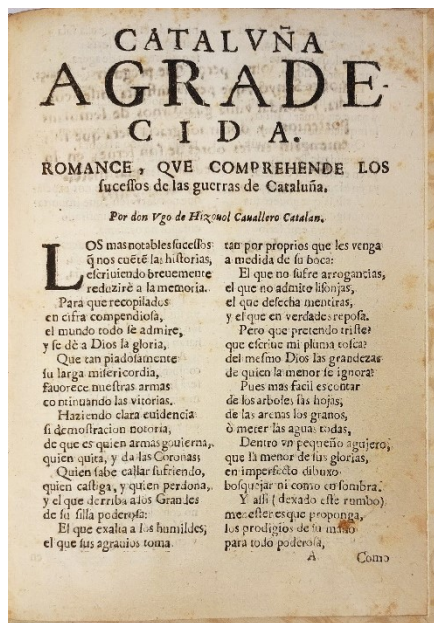 CATALVÑA
AGRADE-
CIDA.
ROMANCE, QVE COMPREHENDE LOS
sucessos de las guerras de Cataluña.
Por don Vgo de Hixouol Cauallero Catalan.
LOS mas notables sucessos
q̃ nos cuẽtẽ las historias,
escriuiendo breuemente
reduzirè a la memoria.
Para que recopilados
en cifra compendiosa,
el mundo todo se admire,
y se dè a Dios la gloria,
Que tan piadosamente
su larga misericordia,
fauorece nuestras armas
continuando las vitorias.
Haziendo clara euidencia
si demostracion notoria,
de que es quien armas gouierna,
quien quita, y da las Coronas;
Quien sabe callar sufriendo,
quien castiga, y quien perdona,
y el que derriba a los Grandes
de su silla poderosa:
El que exalta a los humildes,
el que sus agrauios toma
tan por proprios que les venga
a medida de su boca:
El que no sufre arrogancias,
el que no admite lisonjas,
el que desecha mentiras,
y el que en verdades reposa.
Pero que pretendo triste?
que escriue mi pluma tosca?
del mesmo Dios las grandezas
de quien la menor se ignora?
Pues mas facil es contar
de los arboles las hojas,
de las arenas los granos,
ò meter las aguas todas,
Dentro vn pequeño agujero,
que la menor de sus glorias,
en imperfecto dibuxo
bosquejar ni como en sombra.
Y assi (dexado este rumbo)
menester es que proponga,
los prodigios de su mano
para todo poderosa,
A
Como